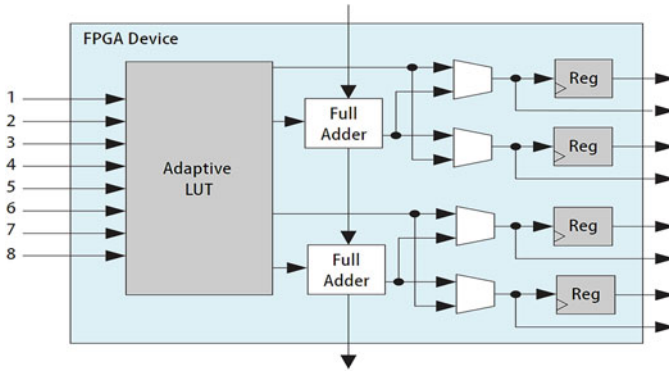 FPGA Device
1
2
3
4
5
6
7
8
Adaptive
LUT
Full
Adder
Full
Adder
Reg
Reg
Reg
Reg